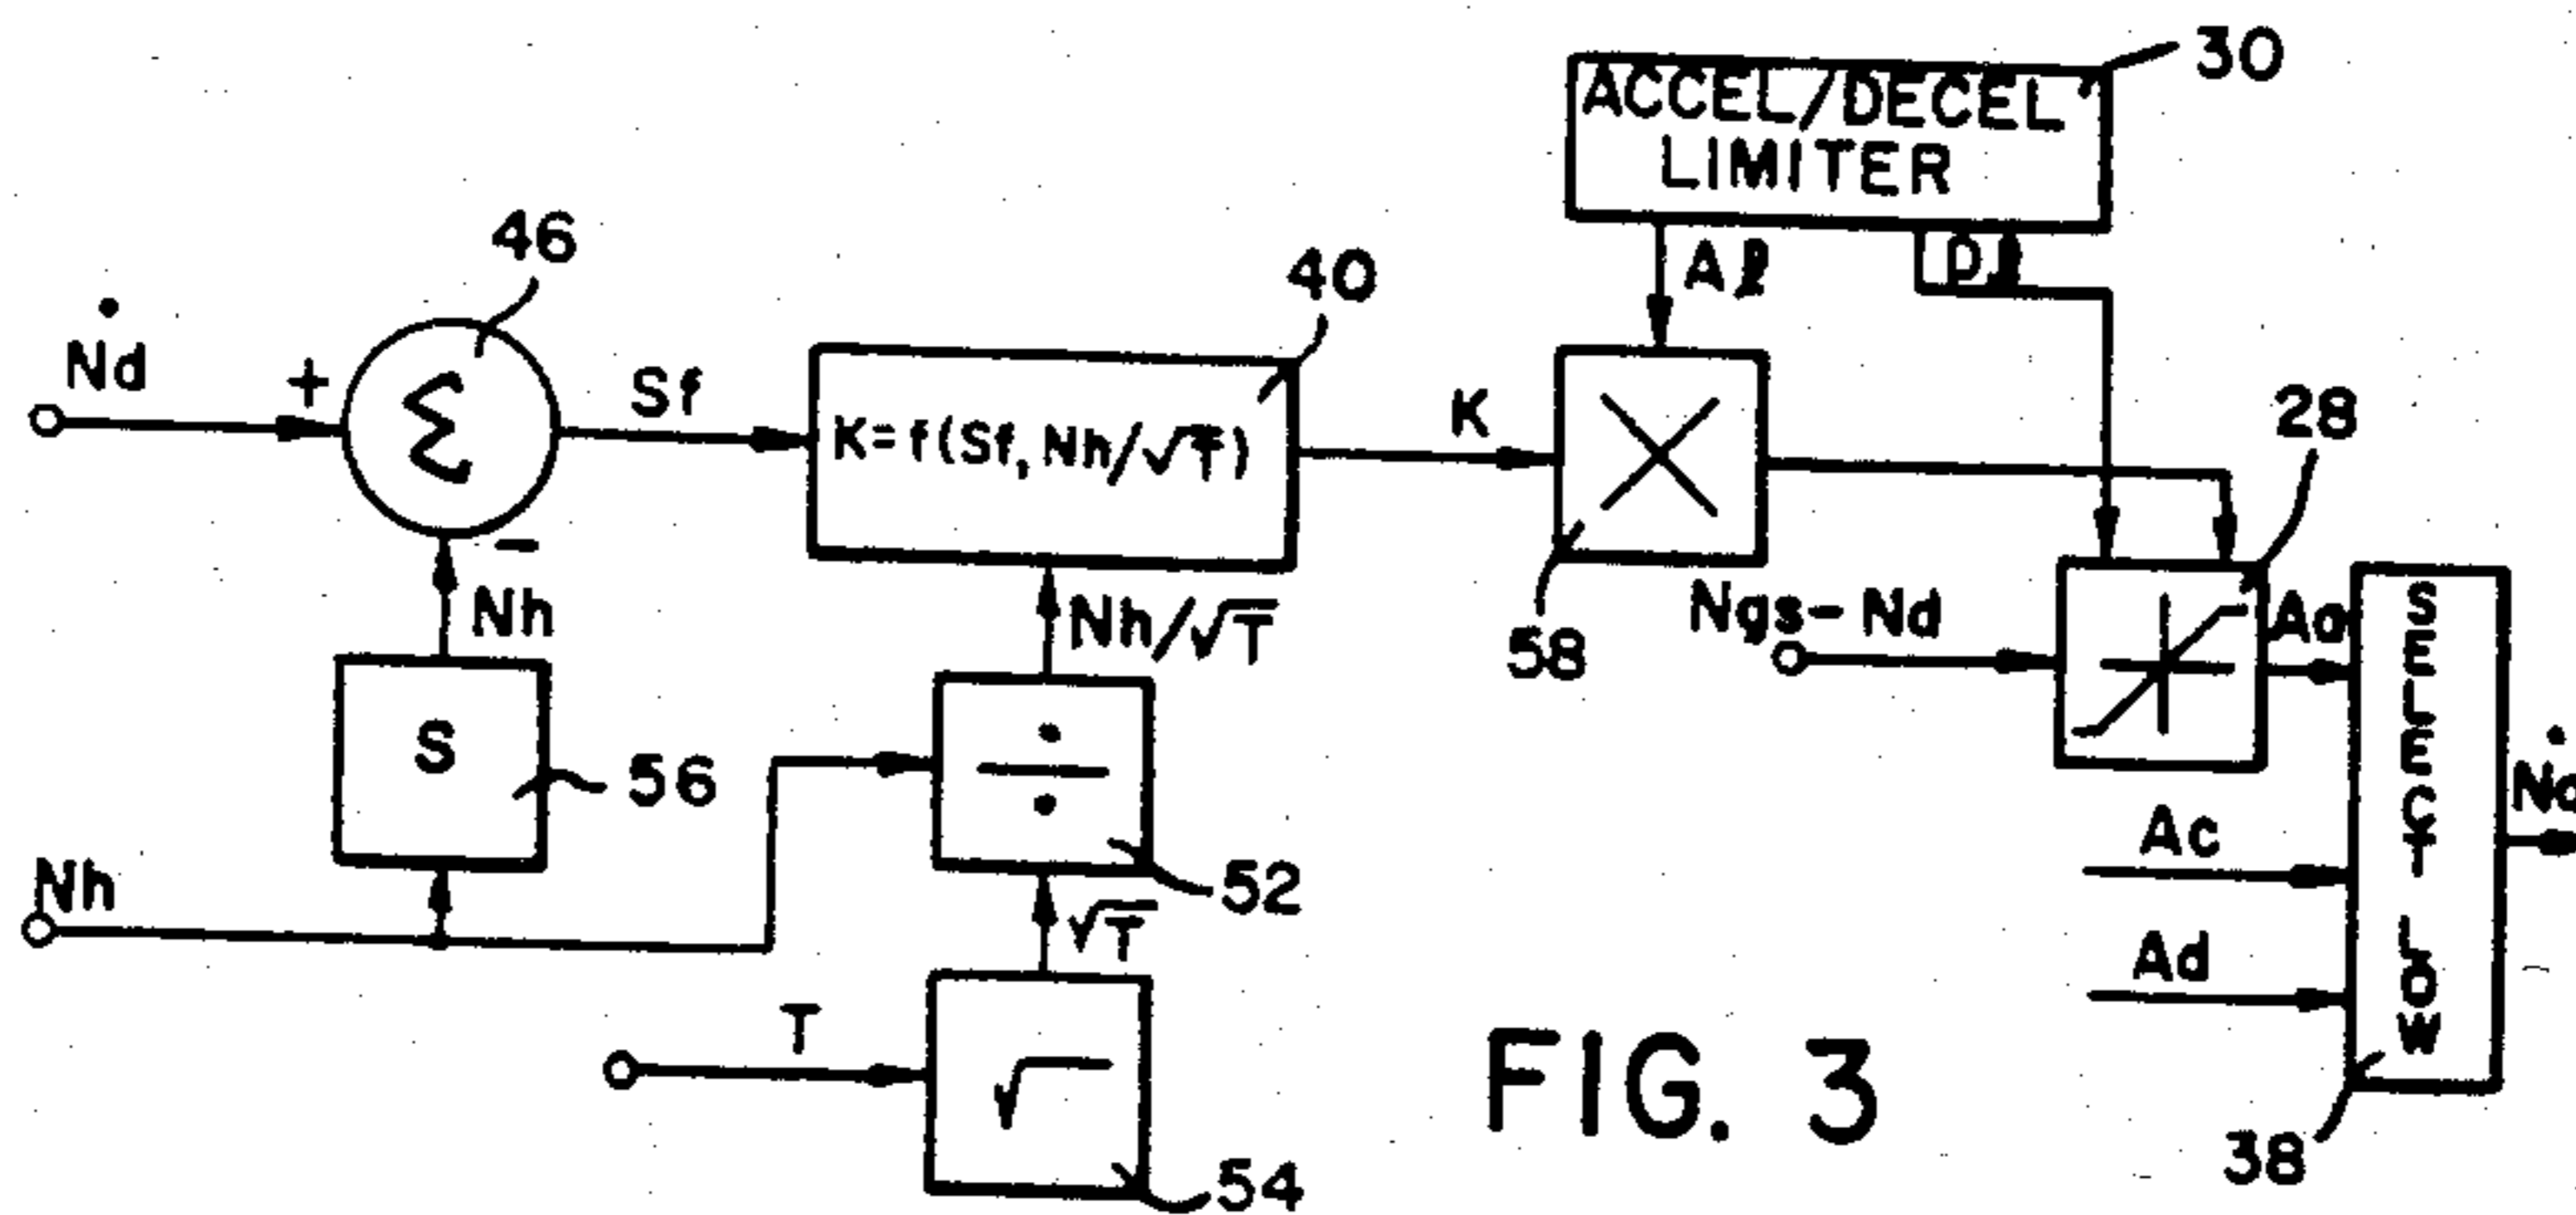 30
ACCEL/DECEL
LIMITER
46
40
Aℓ
Dℓ
Ṅd
+
Sf
K=f(Sf, Nh/√T)
K
28
−
Nh
Nh/√T
58
Ngs-Nd
Aa
SELECT LOW
S
56
Nh
52
√T
Ac
Ad
T
54
38
FIG. 3